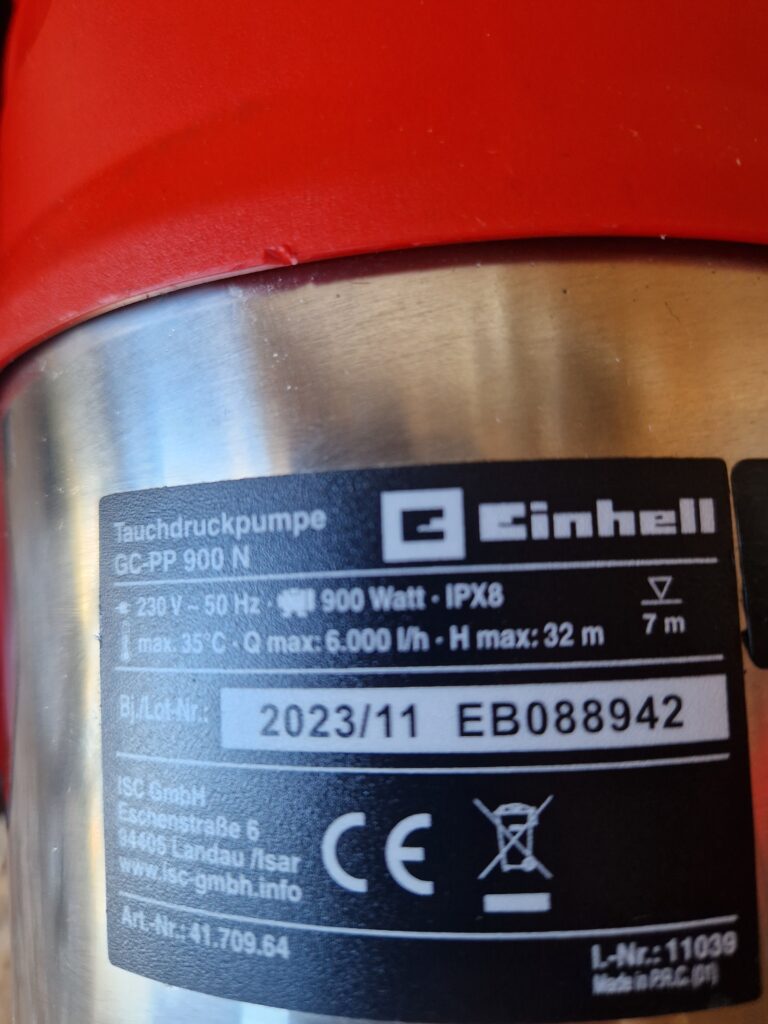 Tauchdruckpumpe
GC-PP 900 N
Einhell
230 V ~ 50 Hz · 900 Watt · IPX8
max. 35°C · Q max: 6.000 l/h · H max: 32 m
7 m
Bj./Lot-Nr.: 2023/11 EB088942
ISC GmbH
Eschenstraße 6
94405 Landau /Isar
www.isc-gmbh.info
CE
Art.-Nr.: 41.709.64
I.-Nr.: 11039
Made in P.R.C. (01)